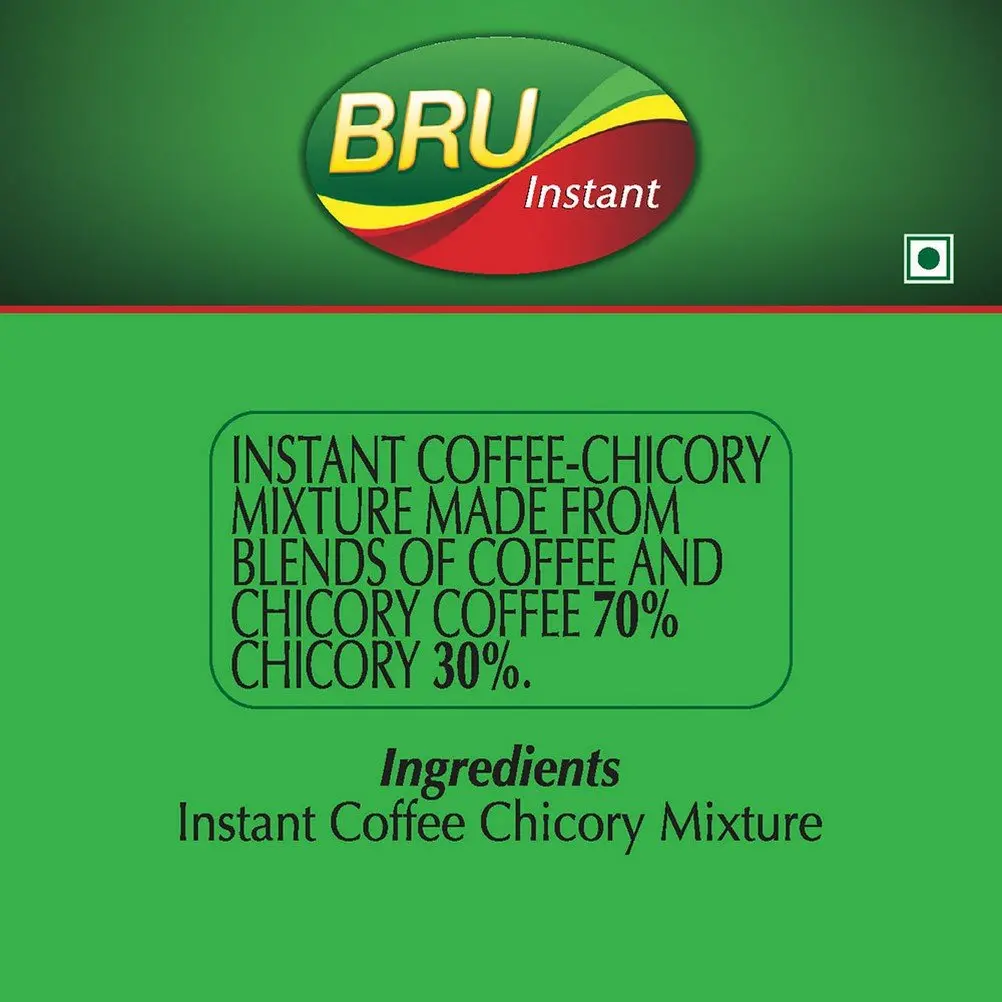 BRU
Instant
INSTANT COFFEE-CHICORY
MIXTURE MADE FROM
BLENDS OF COFFEE AND
CHICORY COFFEE 70%
CHICORY 30%.
Ingredients
Instant Coffee Chicory Mixture